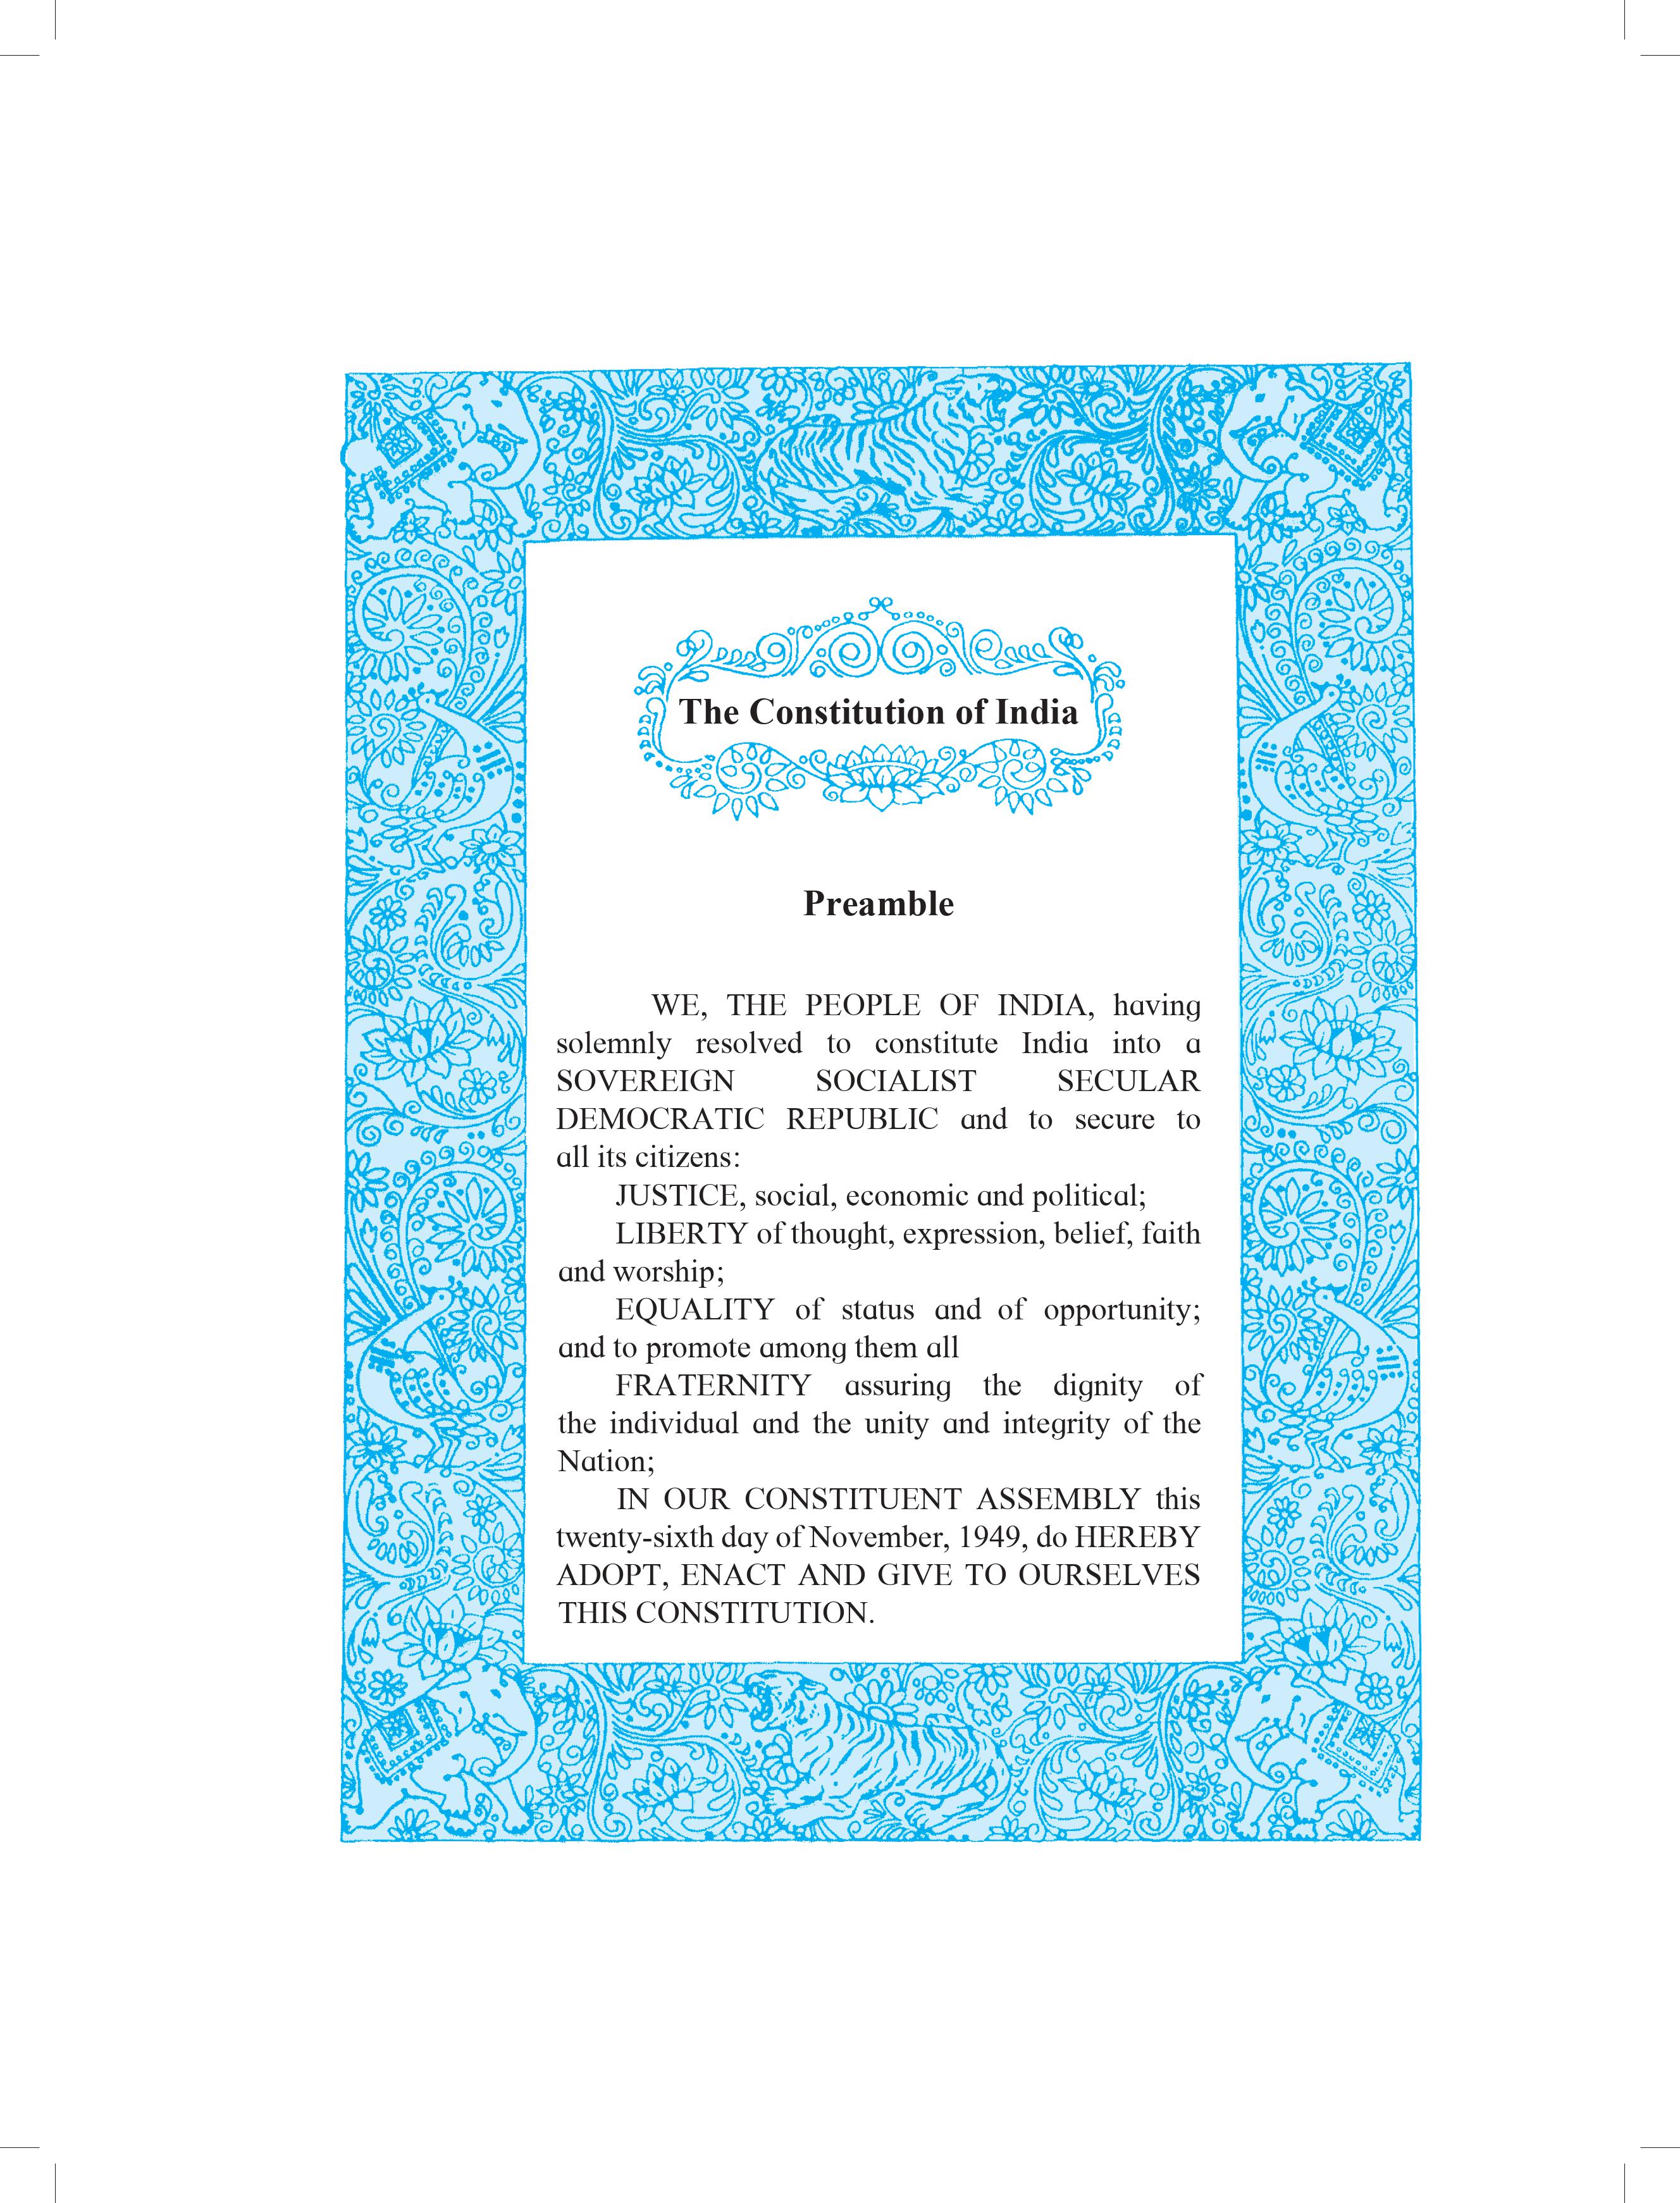 The Constitution of India
Preamble
WE, THE PEOPLE OF INDIA, having
solemnly resolved to constitute India into a
SOVEREIGN SOCIALIST SECULAR
DEMOCRATIC REPUBLIC and to secure to
all its citizens:
JUSTICE, social, economic and political;
LIBERTY of thought, expression, belief, faith
and worship;
EQUALITY of status and of opportunity;
and to promote among them all
FRATERNITY assuring the dignity of
the individual and the unity and integrity of the
Nation;
IN OUR CONSTITUENT ASSEMBLY this
twenty-sixth day of November, 1949, do HEREBY
ADOPT, ENACT AND GIVE TO OURSELVES
THIS CONSTITUTION.